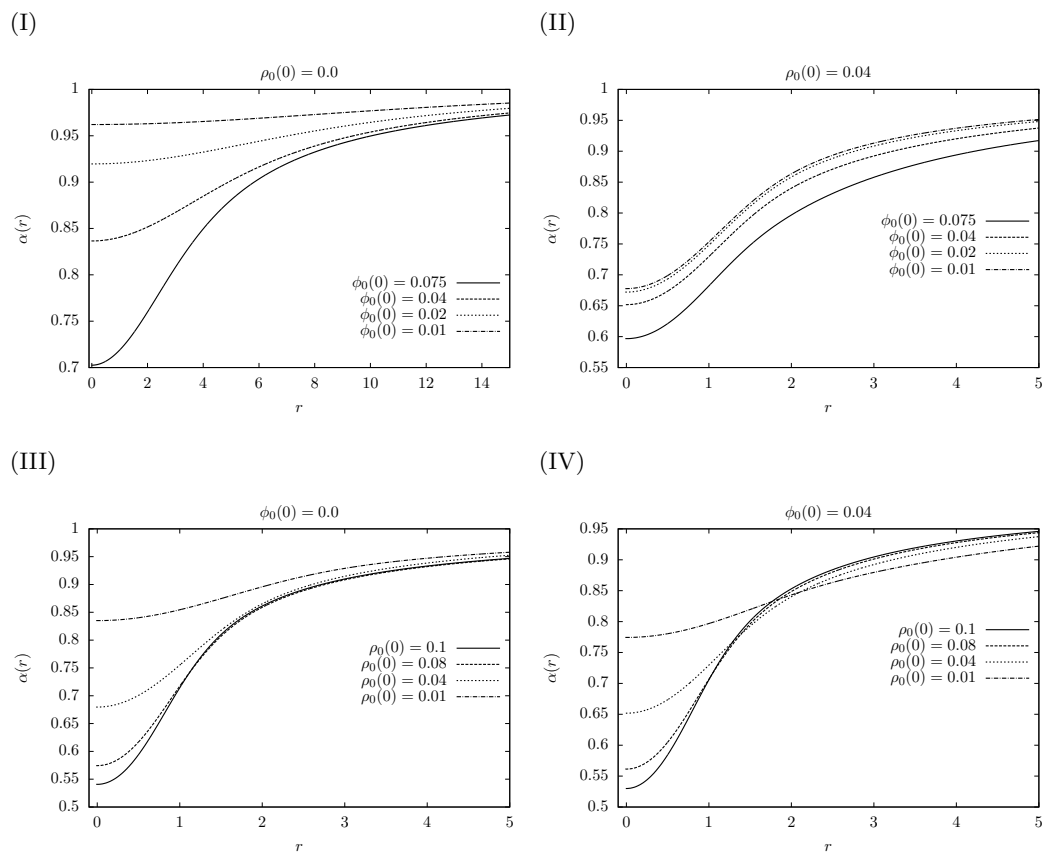 (I)
ρ₀(0) = 0.0
1
0.95
0.9
0.85
0.8
0.75
0.7
α(r)
ϕ₀(0) = 0.075
ϕ₀(0) = 0.04
ϕ₀(0) = 0.02
ϕ₀(0) = 0.01
0 2 4 6 8 10 12 14
r
(II)
ρ₀(0) = 0.04
1
0.95
0.9
0.85
0.8
0.75
0.7
0.65
0.6
0.55
α(r)
ϕ₀(0) = 0.075
ϕ₀(0) = 0.04
ϕ₀(0) = 0.02
ϕ₀(0) = 0.01
0 1 2 3 4 5
r
(III)
ϕ₀(0) = 0.0
1
0.95
0.9
0.85
0.8
0.75
0.7
0.65
0.6
0.55
0.5
α(r)
ρ₀(0) = 0.1
ρ₀(0) = 0.08
ρ₀(0) = 0.04
ρ₀(0) = 0.01
0 1 2 3 4 5
r
(IV)
ϕ₀(0) = 0.04
0.95
0.9
0.85
0.8
0.75
0.7
0.65
0.6
0.55
0.5
α(r)
ρ₀(0) = 0.1
ρ₀(0) = 0.08
ρ₀(0) = 0.04
ρ₀(0) = 0.01
0 1 2 3 4 5
r